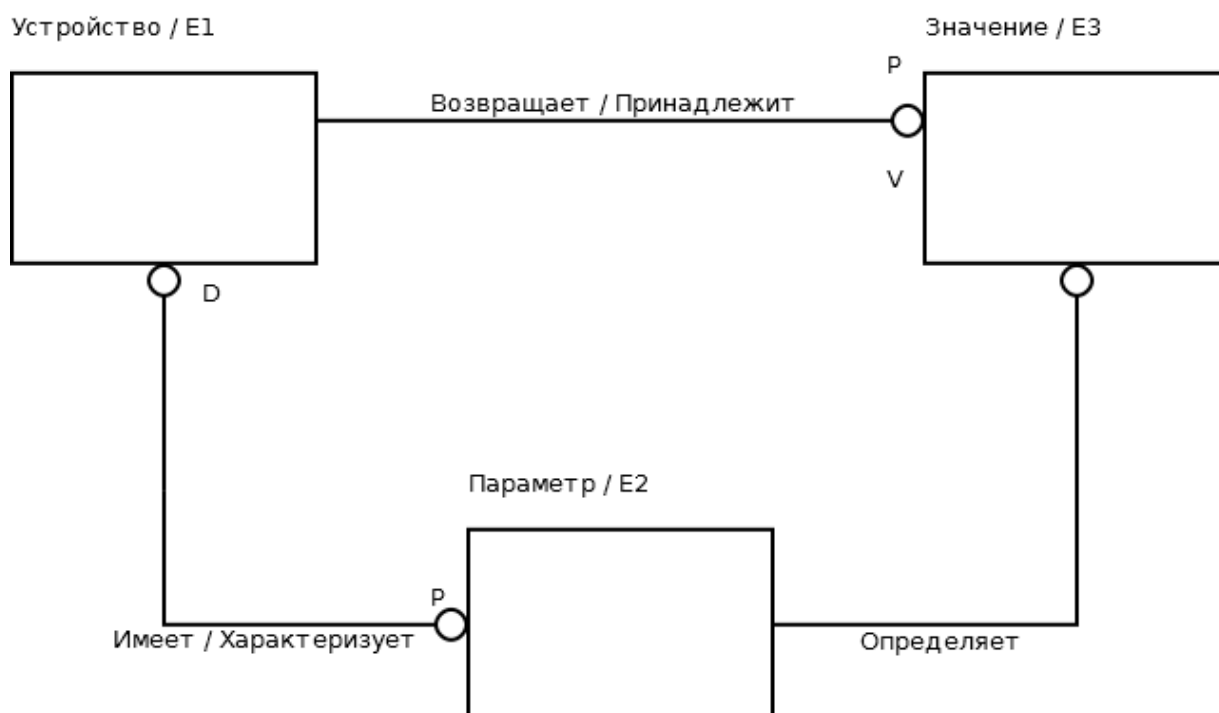 Устройство / E1
Значение / E3
P
Возвращает / Принадлежит
V
D
Параметр / E2
P
Имеет / Характеризует
Определяет